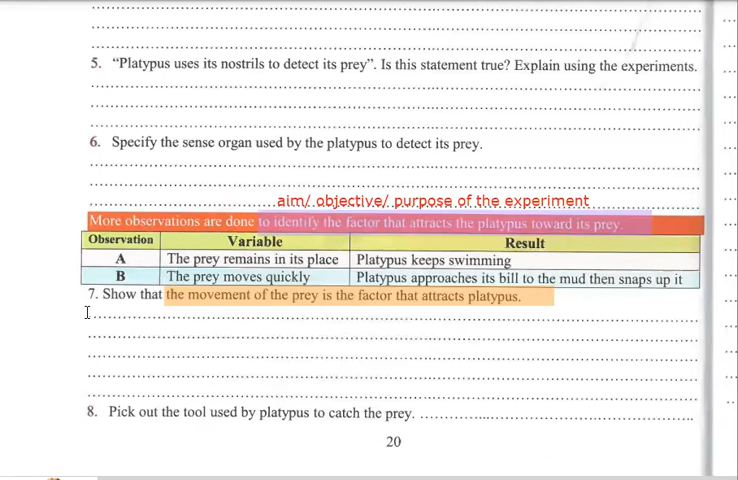 5. “Platypus uses its nostrils to detect its prey”. Is this statement true? Explain using the experiments.
6. Specify the sense organ used by the platypus to detect its prey.
aim/ objective/ purpose of the experiment
More observations are done to identify the factor that attracts the platypus toward its prey.
Observation Variable Result
A The prey remains in its place Platypus keeps swimming
B The prey moves quickly Platypus approaches its bill to the mud then snaps up it
7. Show that the movement of the prey is the factor that attracts platypus.
8. Pick out the tool used by platypus to catch the prey.
20